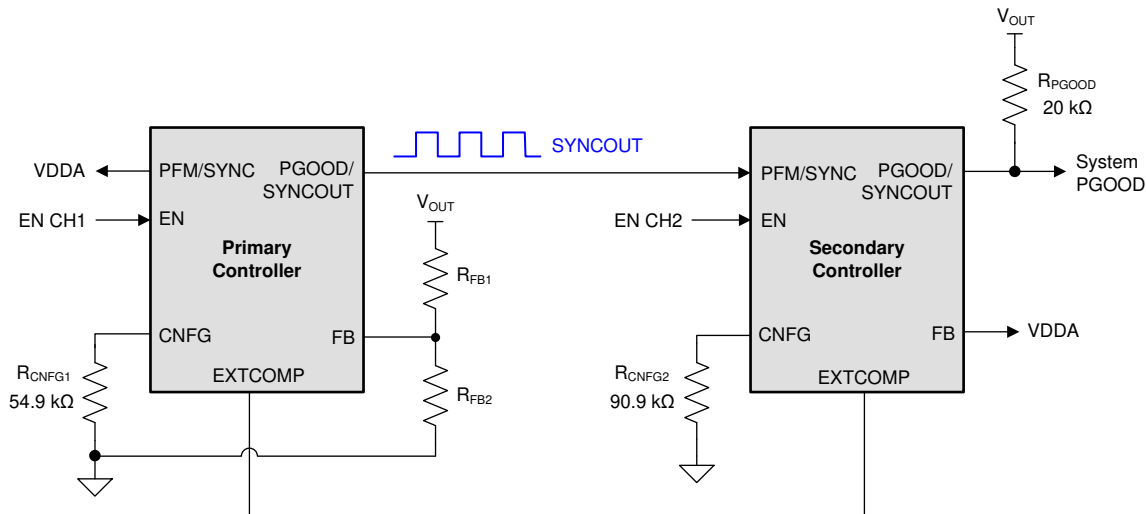 VOUT
RPGOOD
20 kΩ
System
PGOOD
SYNCOUT
VDDA
PFM/SYNC
PGOOD/
SYNCOUT
EN CH1
EN
Primary
Controller
VOUT
RFB1
CNFG
FB
RCNFG1
54.9 kΩ
EXTCOMP
RFB2
PFM/SYNC
PGOOD/
SYNCOUT
EN CH2
EN
Secondary
Controller
CNFG
FB
VDDA
RCNFG2
90.9 kΩ
EXTCOMP